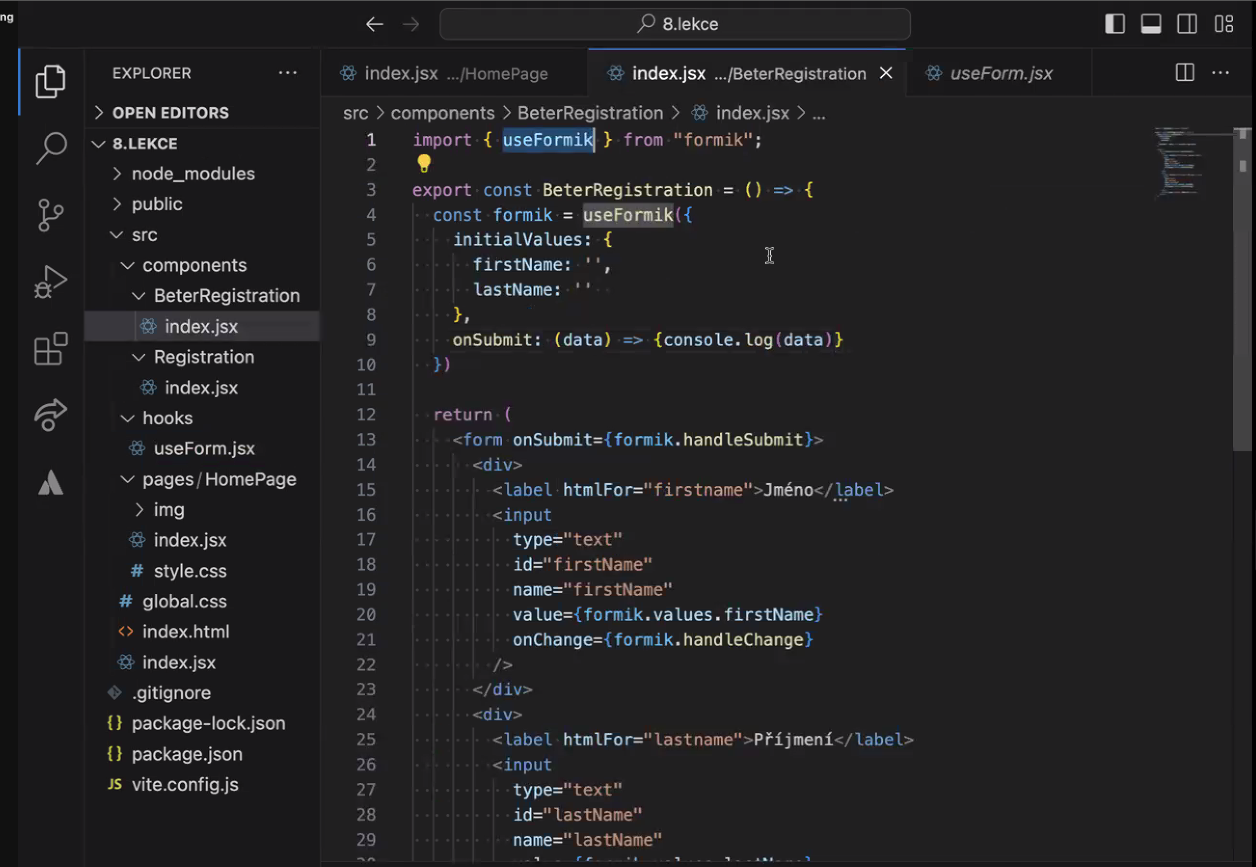 ng
8.lekce
EXPLORER
OPEN EDITORS
8.LEKCE
node_modules
public
src
components
BeterRegistration
index.jsx
Registration
index.jsx
hooks
useForm.jsx
pages/HomePage
img
index.jsx
style.css
global.css
index.html
index.jsx
.gitignore
package-lock.json
package.json
vite.config.js
index.jsx .../HomePage
index.jsx .../BeterRegistration
useForm.jsx
src > components > BeterRegistration > index.jsx > ...
1 import { useFormik } from "formik";
2
3 export const BeterRegistration = () => {
4 const formik = useFormik({
5 initialValues: {
6 firstName: '',
7 lastName: ''
8 },
9 onSubmit: (data) => {console.log(data)}
10 })
11
12 return (
13 <form onSubmit={formik.handleSubmit}>
14 <div>
15 <label htmlFor="firstname">Jméno</label>
16 <input
17 type="text"
18 id="firstName"
19 name="firstName"
20 value={formik.values.firstName}
21 onChange={formik.handleChange}
22 />
23 </div>
24 <div>
25 <label htmlFor="lastname">Příjmení</label>
26 <input
27 type="text"
28 id="lastName"
29 name="lastName"
30 value={formik.values.lastName}